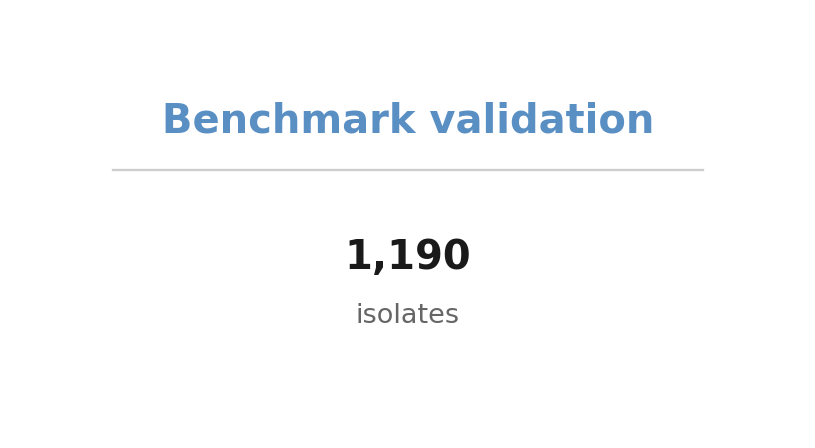 Benchmark validation
1,190
isolates